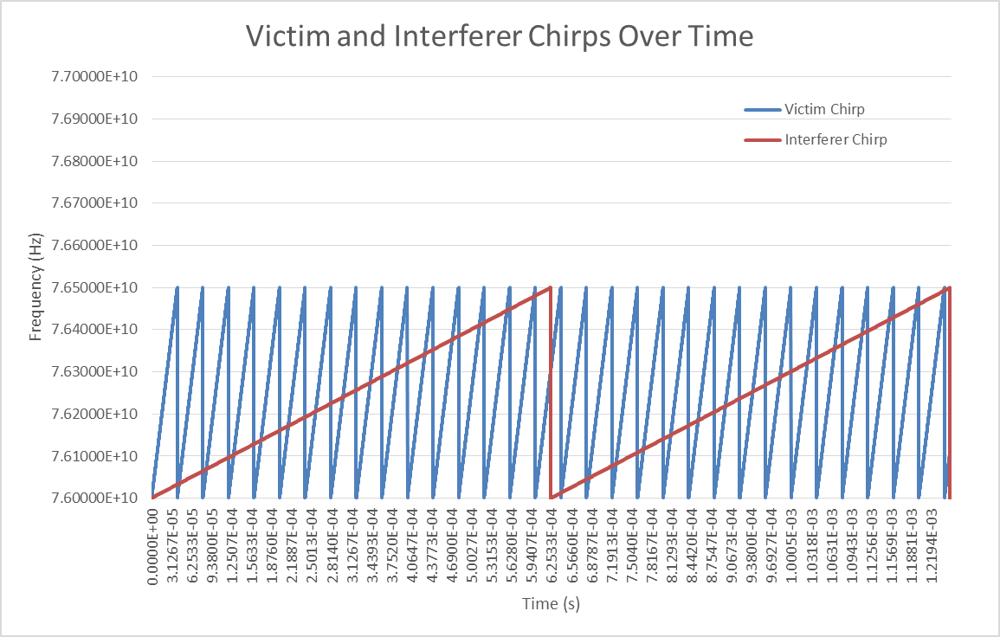 Victim and Interferer Chirps Over Time
7.70000E+10
7.69000E+10
7.68000E+10
7.67000E+10
7.66000E+10
7.65000E+10
7.64000E+10
7.63000E+10
7.62000E+10
7.61000E+10
7.60000E+10
Frequency (Hz)
Victim Chirp
Interferer Chirp
0.0000E+00
3.1267E-05
6.2533E-05
9.3800E-05
1.2507E-04
1.5633E-04
1.8760E-04
2.1887E-04
2.5013E-04
2.8140E-04
3.1267E-04
3.4393E-04
3.7520E-04
4.0647E-04
4.3773E-04
4.6900E-04
5.0027E-04
5.3153E-04
5.6280E-04
5.9407E-04
6.2533E-04
6.5660E-04
6.8787E-04
7.1913E-04
7.5040E-04
7.8167E-04
8.1293E-04
8.4420E-04
8.7547E-04
9.0673E-04
9.3800E-04
9.6927E-04
1.0005E-03
1.0318E-03
1.0631E-03
1.0943E-03
1.1256E-03
1.1569E-03
1.1881E-03
1.2194E-03
Time (s)